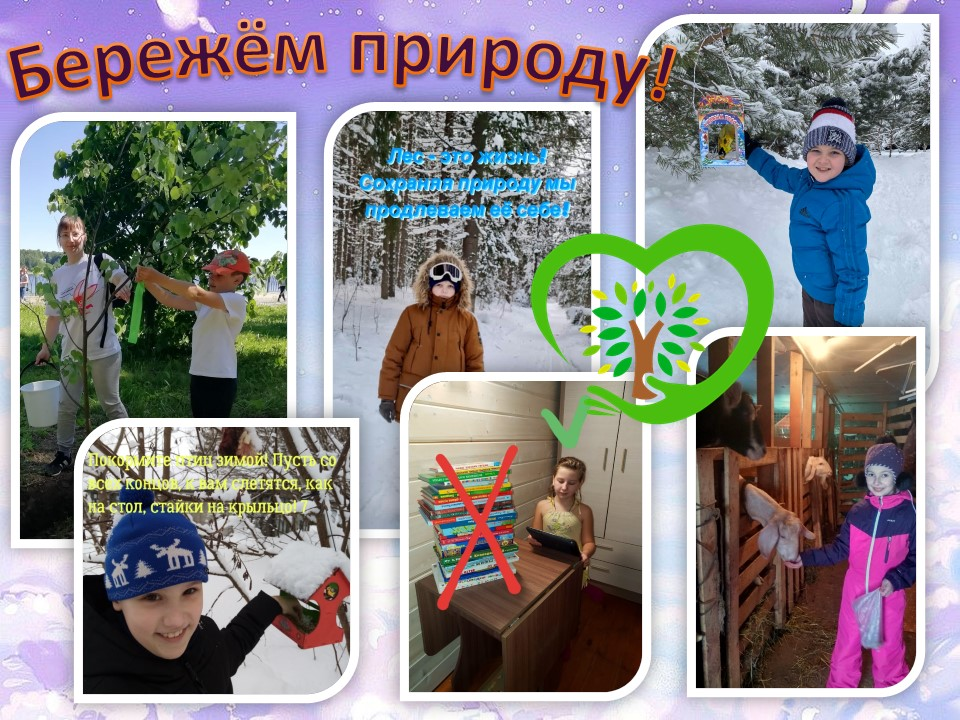 Бережём природу!
Лес - это жизнь!
Сохраняя природу мы
продлеваем её себе!
Покормите птиц зимой! Пусть со
всех концов, к вам слетятся, как
на стол, стайки на крыльцо! 7